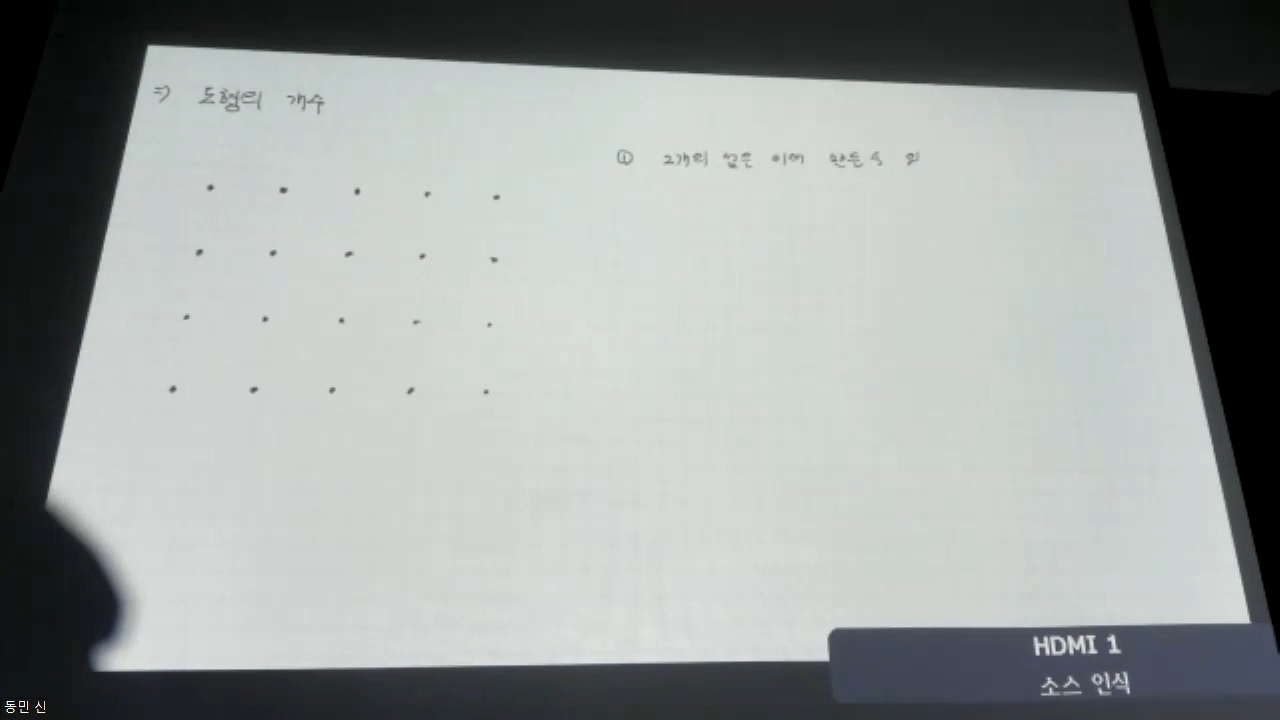 ⇒ 도형의 개수
① 2개의 점을 이어 만든 수 있
HDMI 1
소스 인식
동민 신